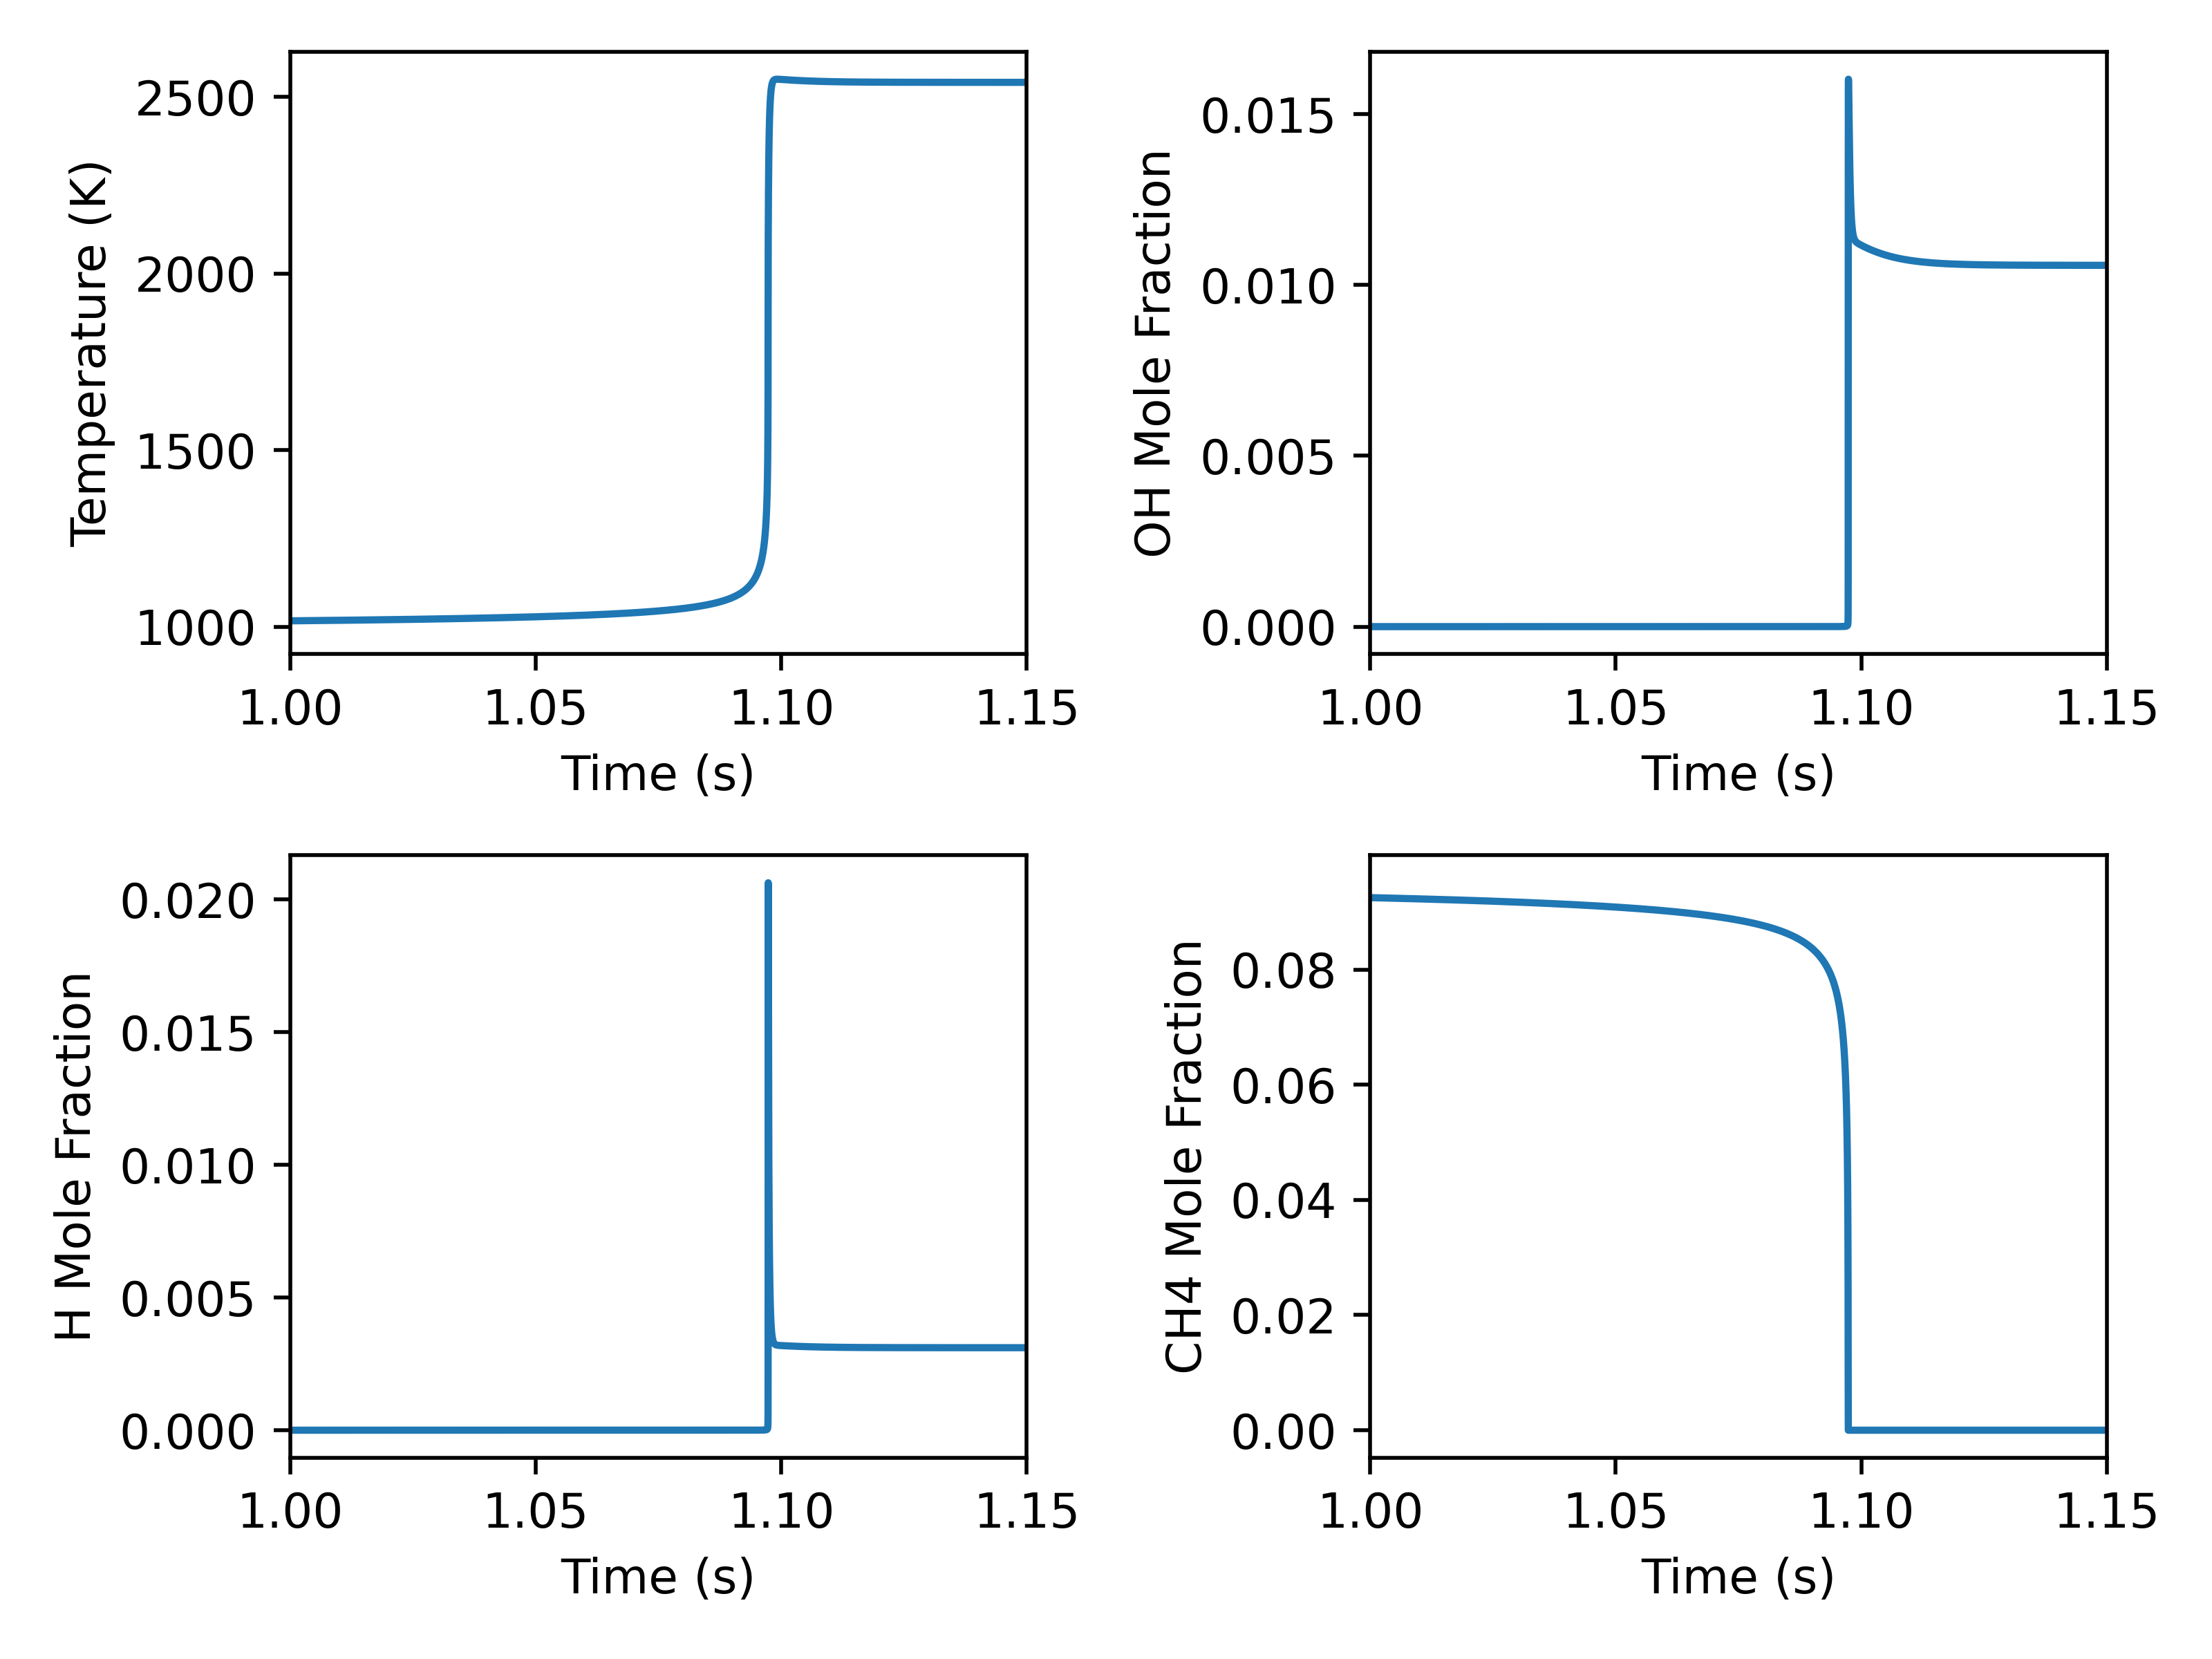 Temperature (K)
2500
2000
1500
1000
1.00 1.05 1.10 1.15
Time (s)
OH Mole Fraction
0.015
0.010
0.005
0.000
1.00 1.05 1.10 1.15
Time (s)
H Mole Fraction
0.020
0.015
0.010
0.005
0.000
1.00 1.05 1.10 1.15
Time (s)
CH4 Mole Fraction
0.08
0.06
0.04
0.02
0.00
1.00 1.05 1.10 1.15
Time (s)